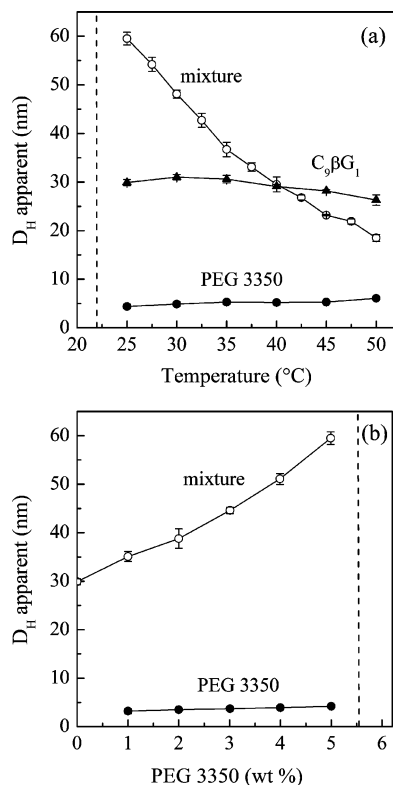 (a)
mixture
C₉βG₁
PEG 3350
D_H apparent (nm)
60
50
40
30
20
10
0
20 25 30 35 40 45 50
Temperature (°C)
(b)
mixture
PEG 3350
D_H apparent (nm)
60
50
40
30
20
10
0
0 1 2 3 4 5 6
PEG 3350 (wt %)